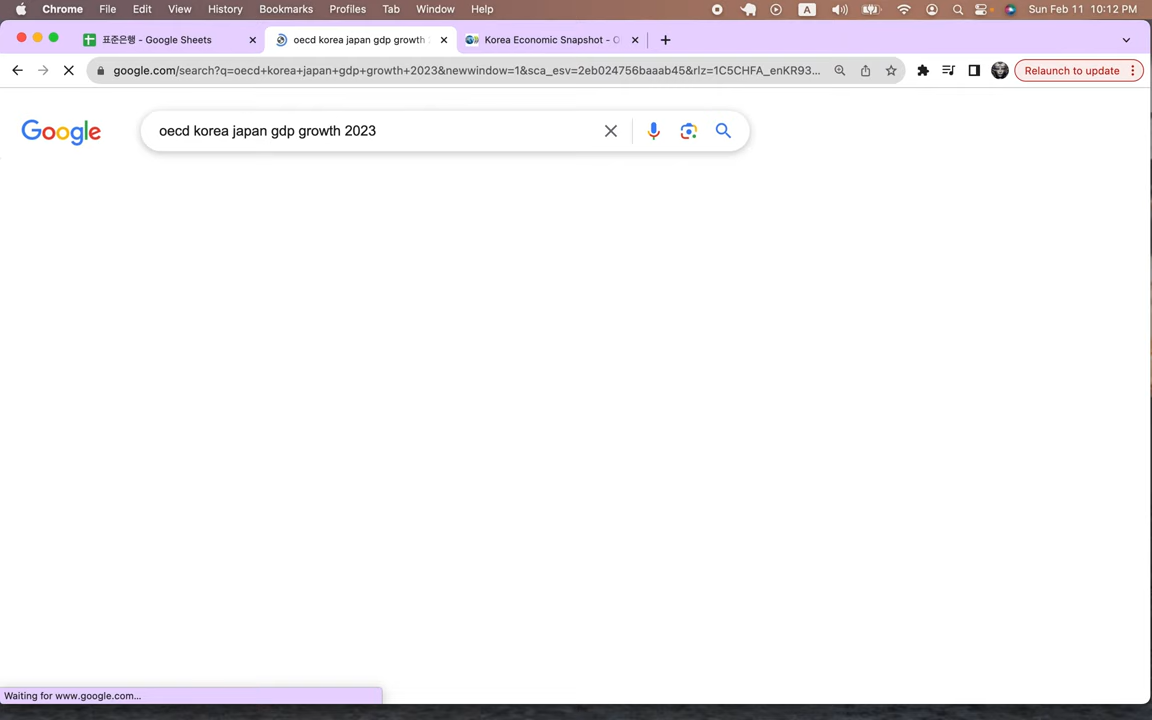 Chrome File Edit View History Bookmarks Profiles Tab Window Help A Sun Feb 11 10:12 PM
표준은행 - Google Sheets oecd korea japan gdp growth Korea Economic Snapshot - O
google.com/search?q=oecd+korea+japan+gdp+growth+2023&newwindow=1&sca_esv=2eb024756baaab45&rlz=1C5CHFA_enKR93... Relaunch to update
Google oecd korea japan gdp growth 2023
Waiting for www.google.com...